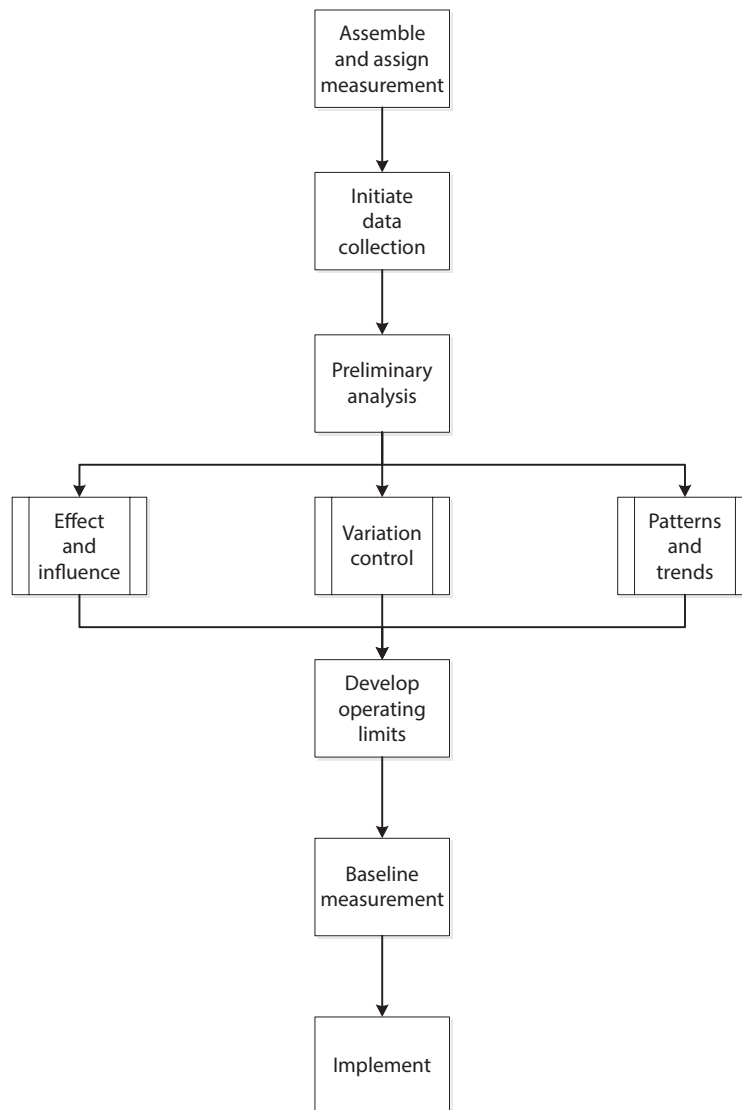 Assemble
and assign
measurement
Initiate
data
collection
Preliminary
analysis
Effect
and
influence
Variation
control
Patterns
and
trends
Develop
operating
limits
Baseline
measurement
Implement